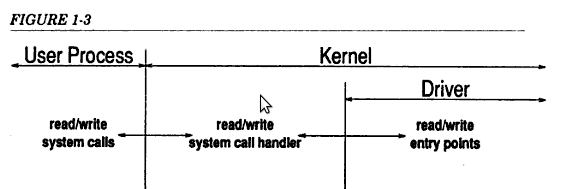 FIGURE 1-3
User Process
Kernel
Driver
read/write
system calls
read/write
system call handler
read/write
entry points